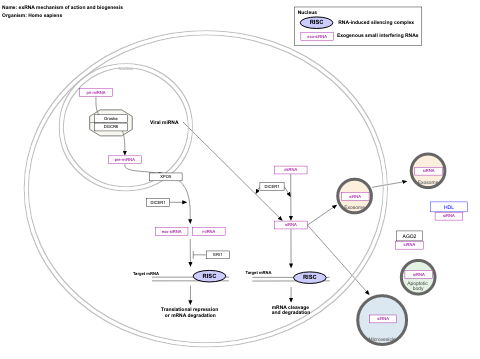 Name: exRNA mechanism of action and biogenesis
Organism: Homo sapiens
Nucleus
RISC
RNA-induced silencing complex
exo-siRNA
Exogenous small interfering RNAs
pri-miRNA
Drosha
DGCR8
Viral miRNA
pre-miRNA
XPO5
miRNA
DICER1
DICER1
siRNA
exo-siRNA
miRNA
siRNA
Exosome
siRNA
Exosome
HDL
siRNA
AGO2
siRNA
ERI1
Target mRNA
RISC
Target mRNA
RISC
siRNA
Apoptotic
body
Translational repression
or mRNA degradation
mRNA cleavage
and degradation
miRNA
Microvesicle